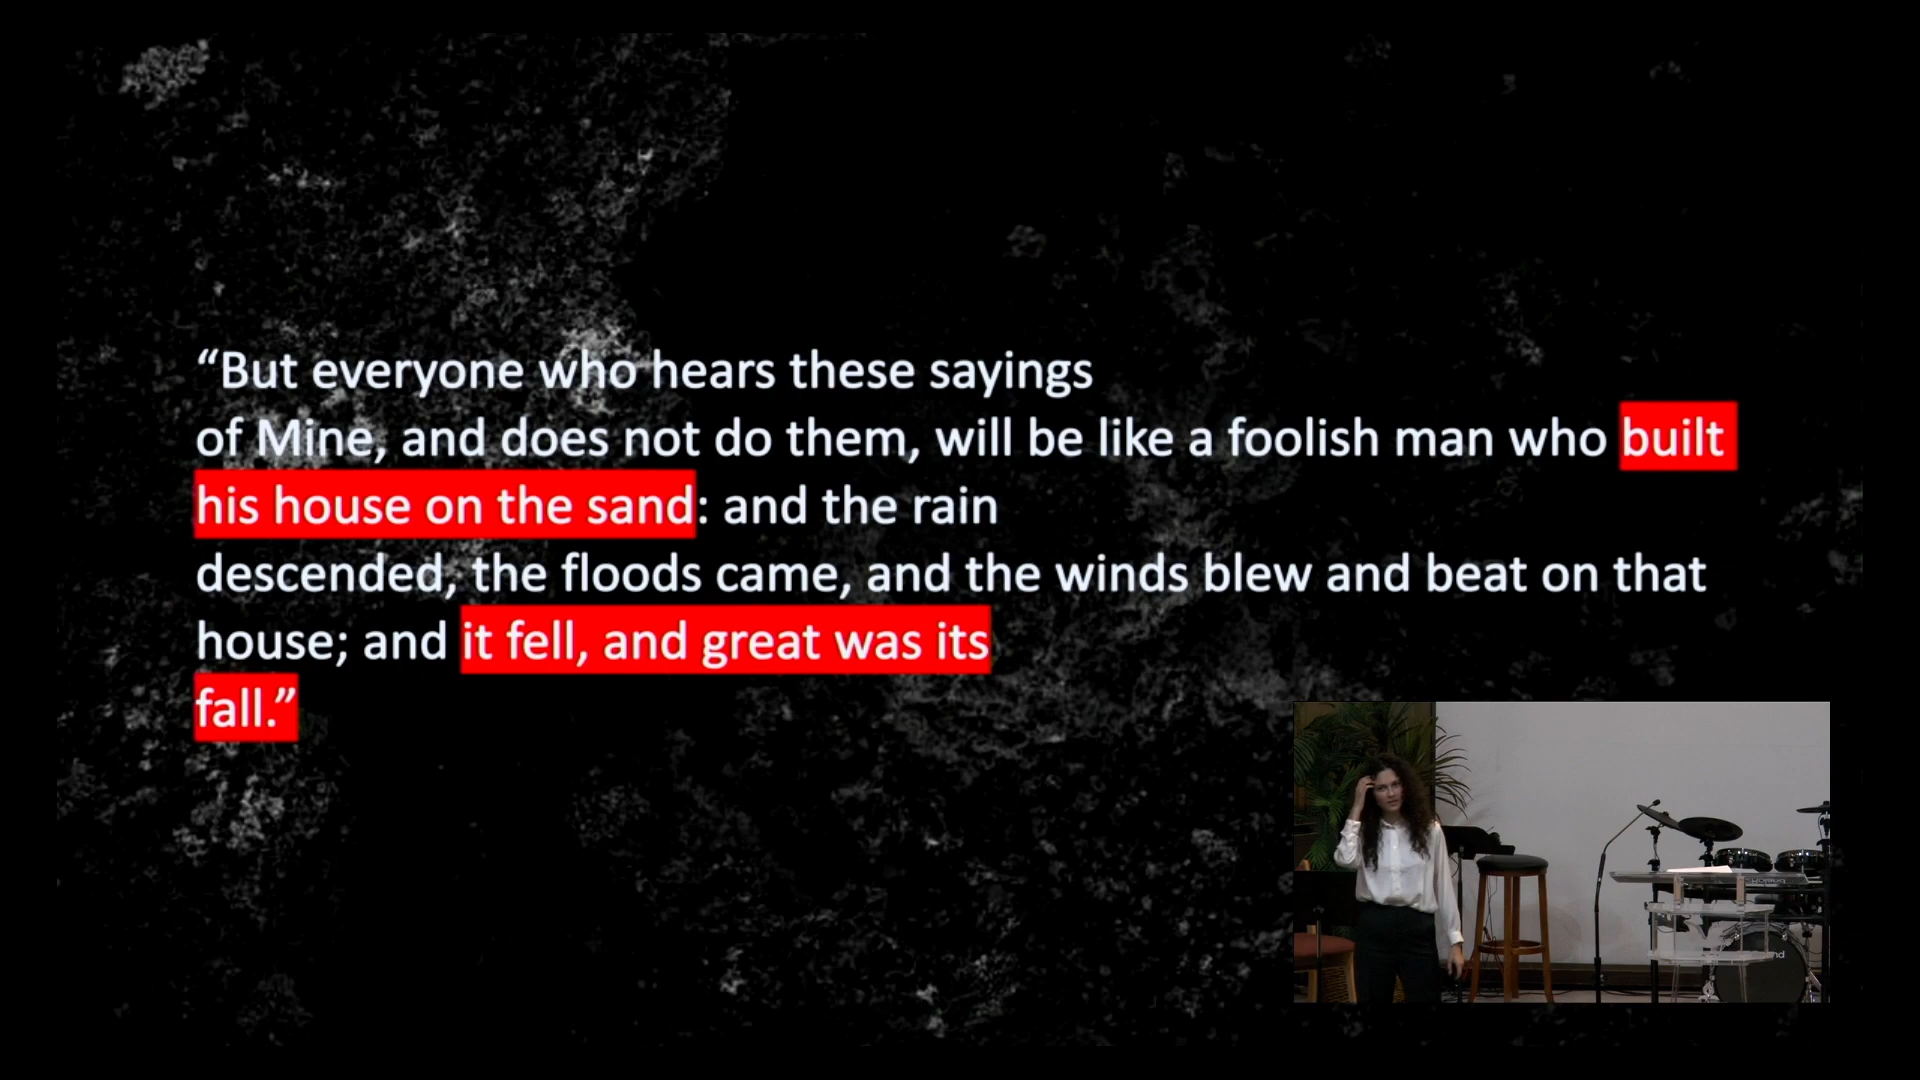 “But everyone who hears these sayings
of Mine, and does not do them, will be like a foolish man who built
his house on the sand: and the rain
descended, the floods came, and the winds blew and beat on that
house; and it fell, and great was its
fall.”